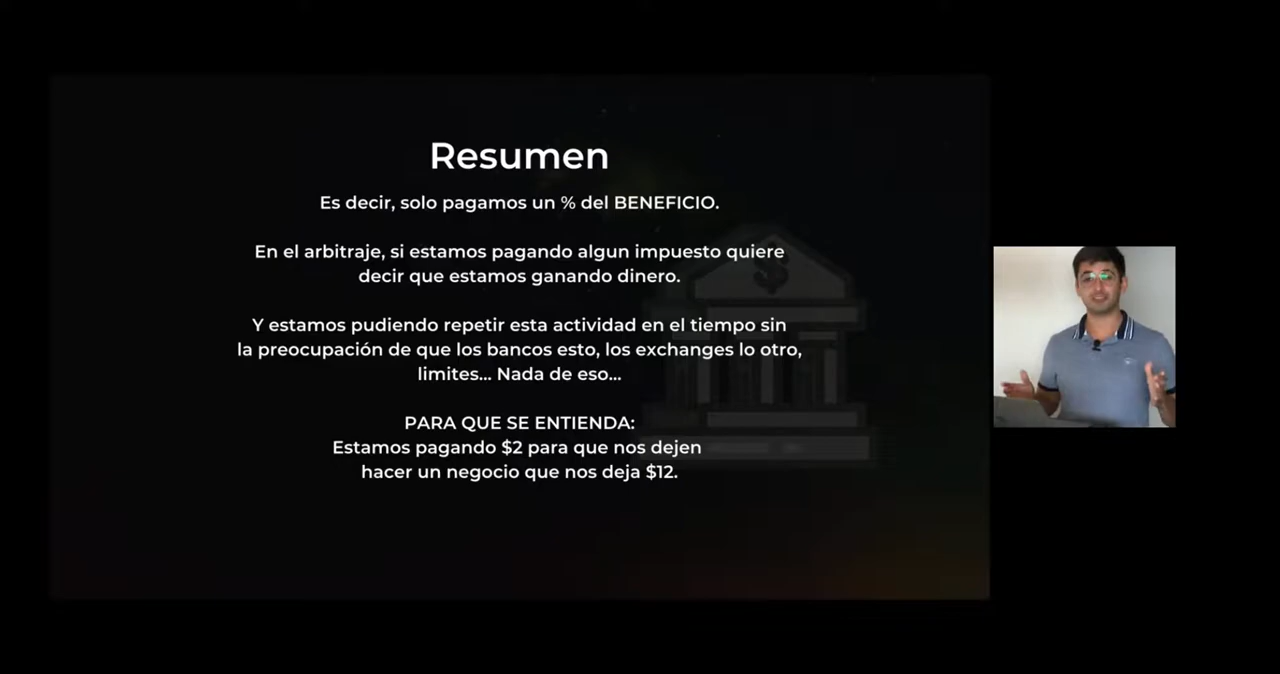 Resumen
Es decir, solo pagamos un % del BENEFICIO.
En el arbitraje, si estamos pagando algun impuesto quiere
decir que estamos ganando dinero.
Y estamos pudiendo repetir esta actividad en el tiempo sin
la preocupación de que los bancos esto, los exchanges lo otro,
limites... Nada de eso...
PARA QUE SE ENTIENDA:
Estamos pagando $2 para que nos dejen
hacer un negocio que nos deja $12.